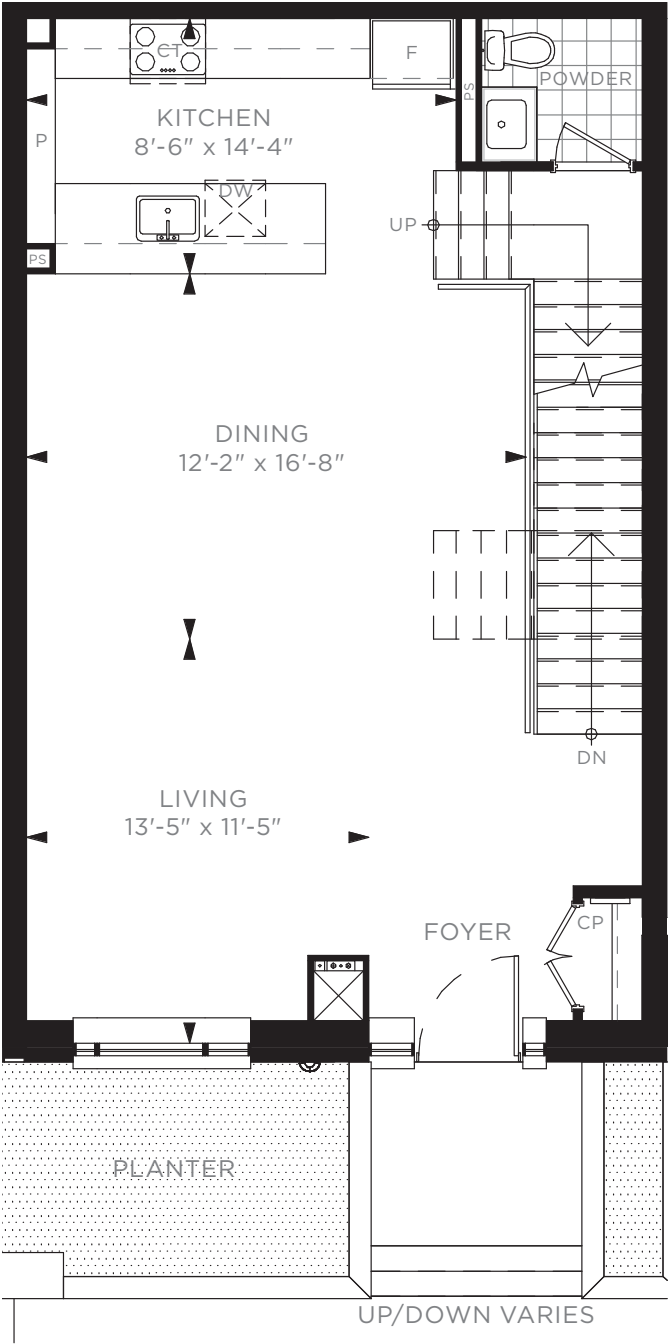 CT
F
PS
POWDER
KITCHEN
8'-6" x 14'-4"
P
DW
UP
PS
DINING
12'-2" x 16'-8"
DN
LIVING
13'-5" x 11'-5"
FOYER
CP
PLANTER
UP/DOWN VARIES